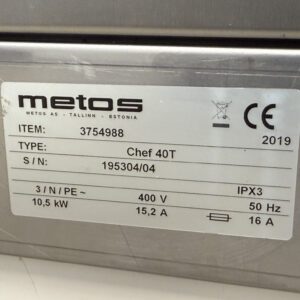 metos
METOS AS - TALLINN - ESTONIA
CE
ITEM: 3754988
2019
TYPE: Chef 40T
S / N: 195304/04
3 / N / PE ~ 400 V IPX3
10,5 kW 15,2 A 50 Hz
16 A